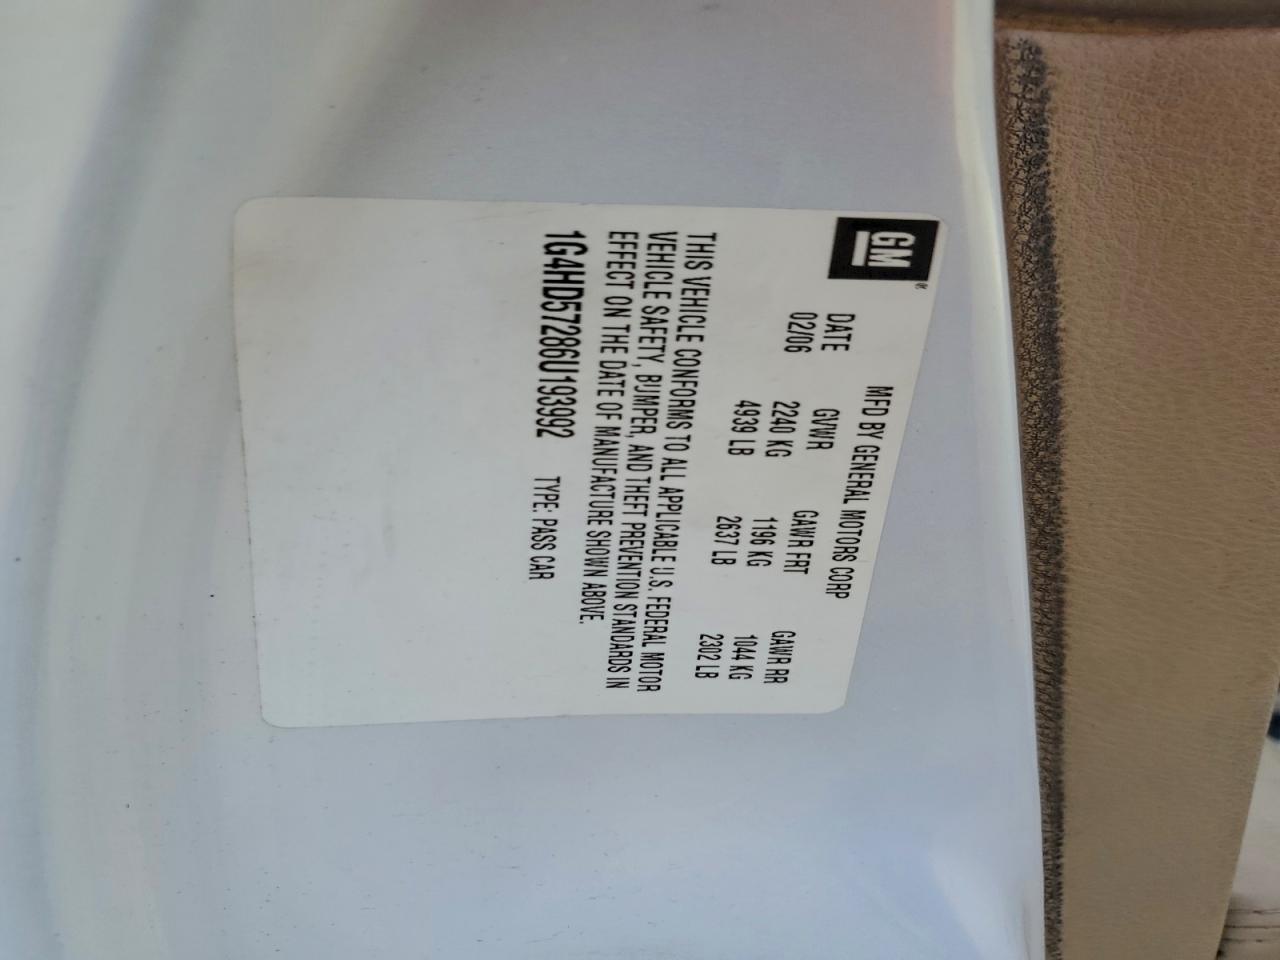 GM®
MFD BY GENERAL MOTORS CORP
DATE GVWR GAWR FRT GAWR RR
02/06 2240 KG 1196 KG 1044 KG
4939 LB 2637 LB 2302 LB
THIS VEHICLE CONFORMS TO ALL APPLICABLE U.S. FEDERAL MOTOR
VEHICLE SAFETY, BUMPER, AND THEFT PREVENTION STANDARDS IN
EFFECT ON THE DATE OF MANUFACTURE SHOWN ABOVE.
1G4HD57286U193992 TYPE: PASS CAR